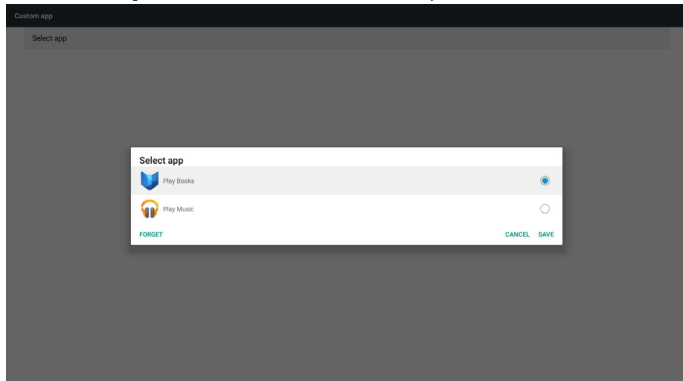 Custom app
Select app
Select app
Play Books
Play Music
FORGET CANCEL SAVE